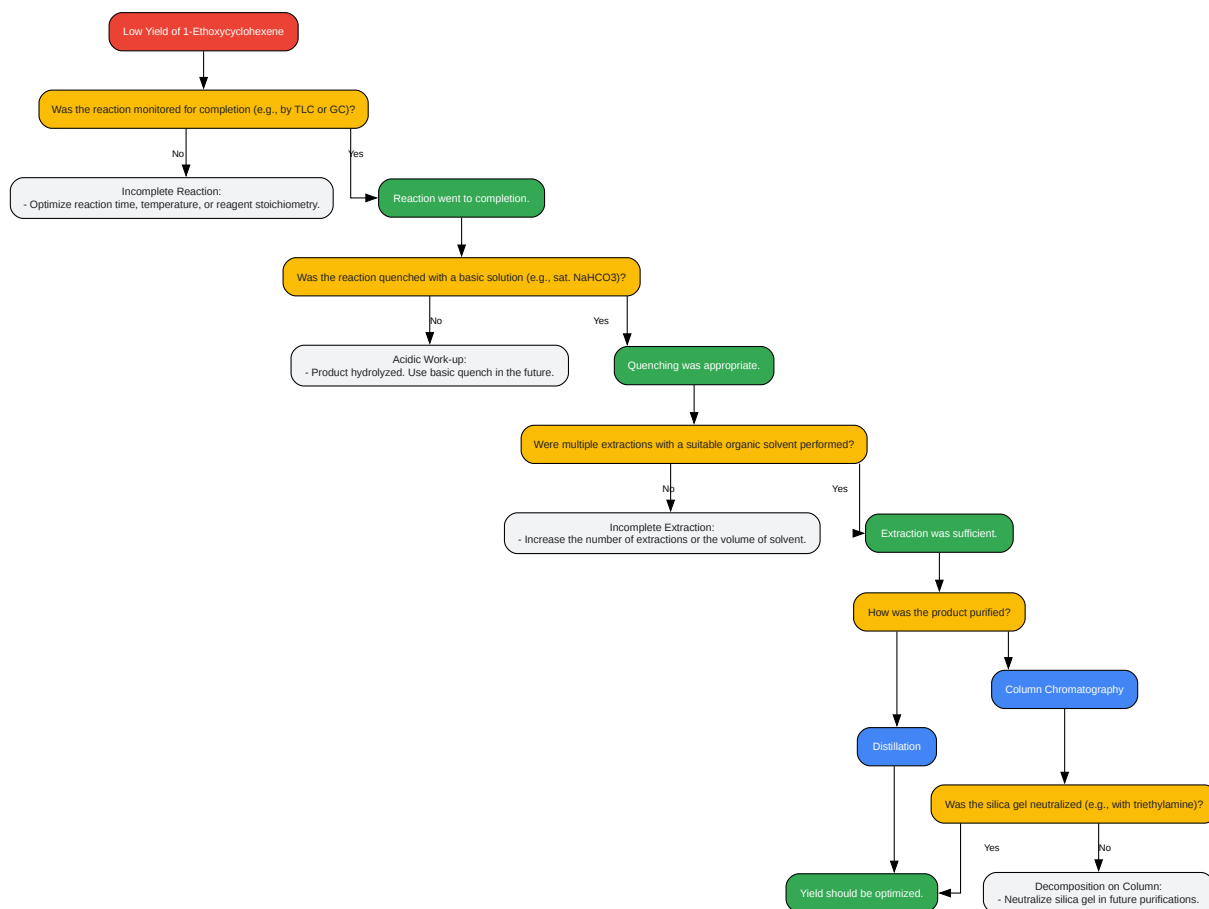 Low Yield of 1-Ethoxycyclohexene
Was the reaction monitored for completion (e.g., by TLC or GC)?
No
Yes
Incomplete Reaction:
- Optimize reaction time, temperature, or reagent stoichiometry.
Reaction went to completion.
Was the reaction quenched with a basic solution (e.g., sat. NaHCO3)?
No
Yes
Acidic Work-up:
- Product hydrolyzed. Use basic quench in the future.
Quenching was appropriate.
Were multiple extractions with a suitable organic solvent performed?
No
Yes
Incomplete Extraction:
- Increase the number of extractions or the volume of solvent.
Extraction was sufficient.
How was the product purified?
Column Chromatography
Distillation
Was the silica gel neutralized (e.g., with triethylamine)?
Yes
No
Yield should be optimized.
Decomposition on Column:
- Neutralize silica gel in future purifications.